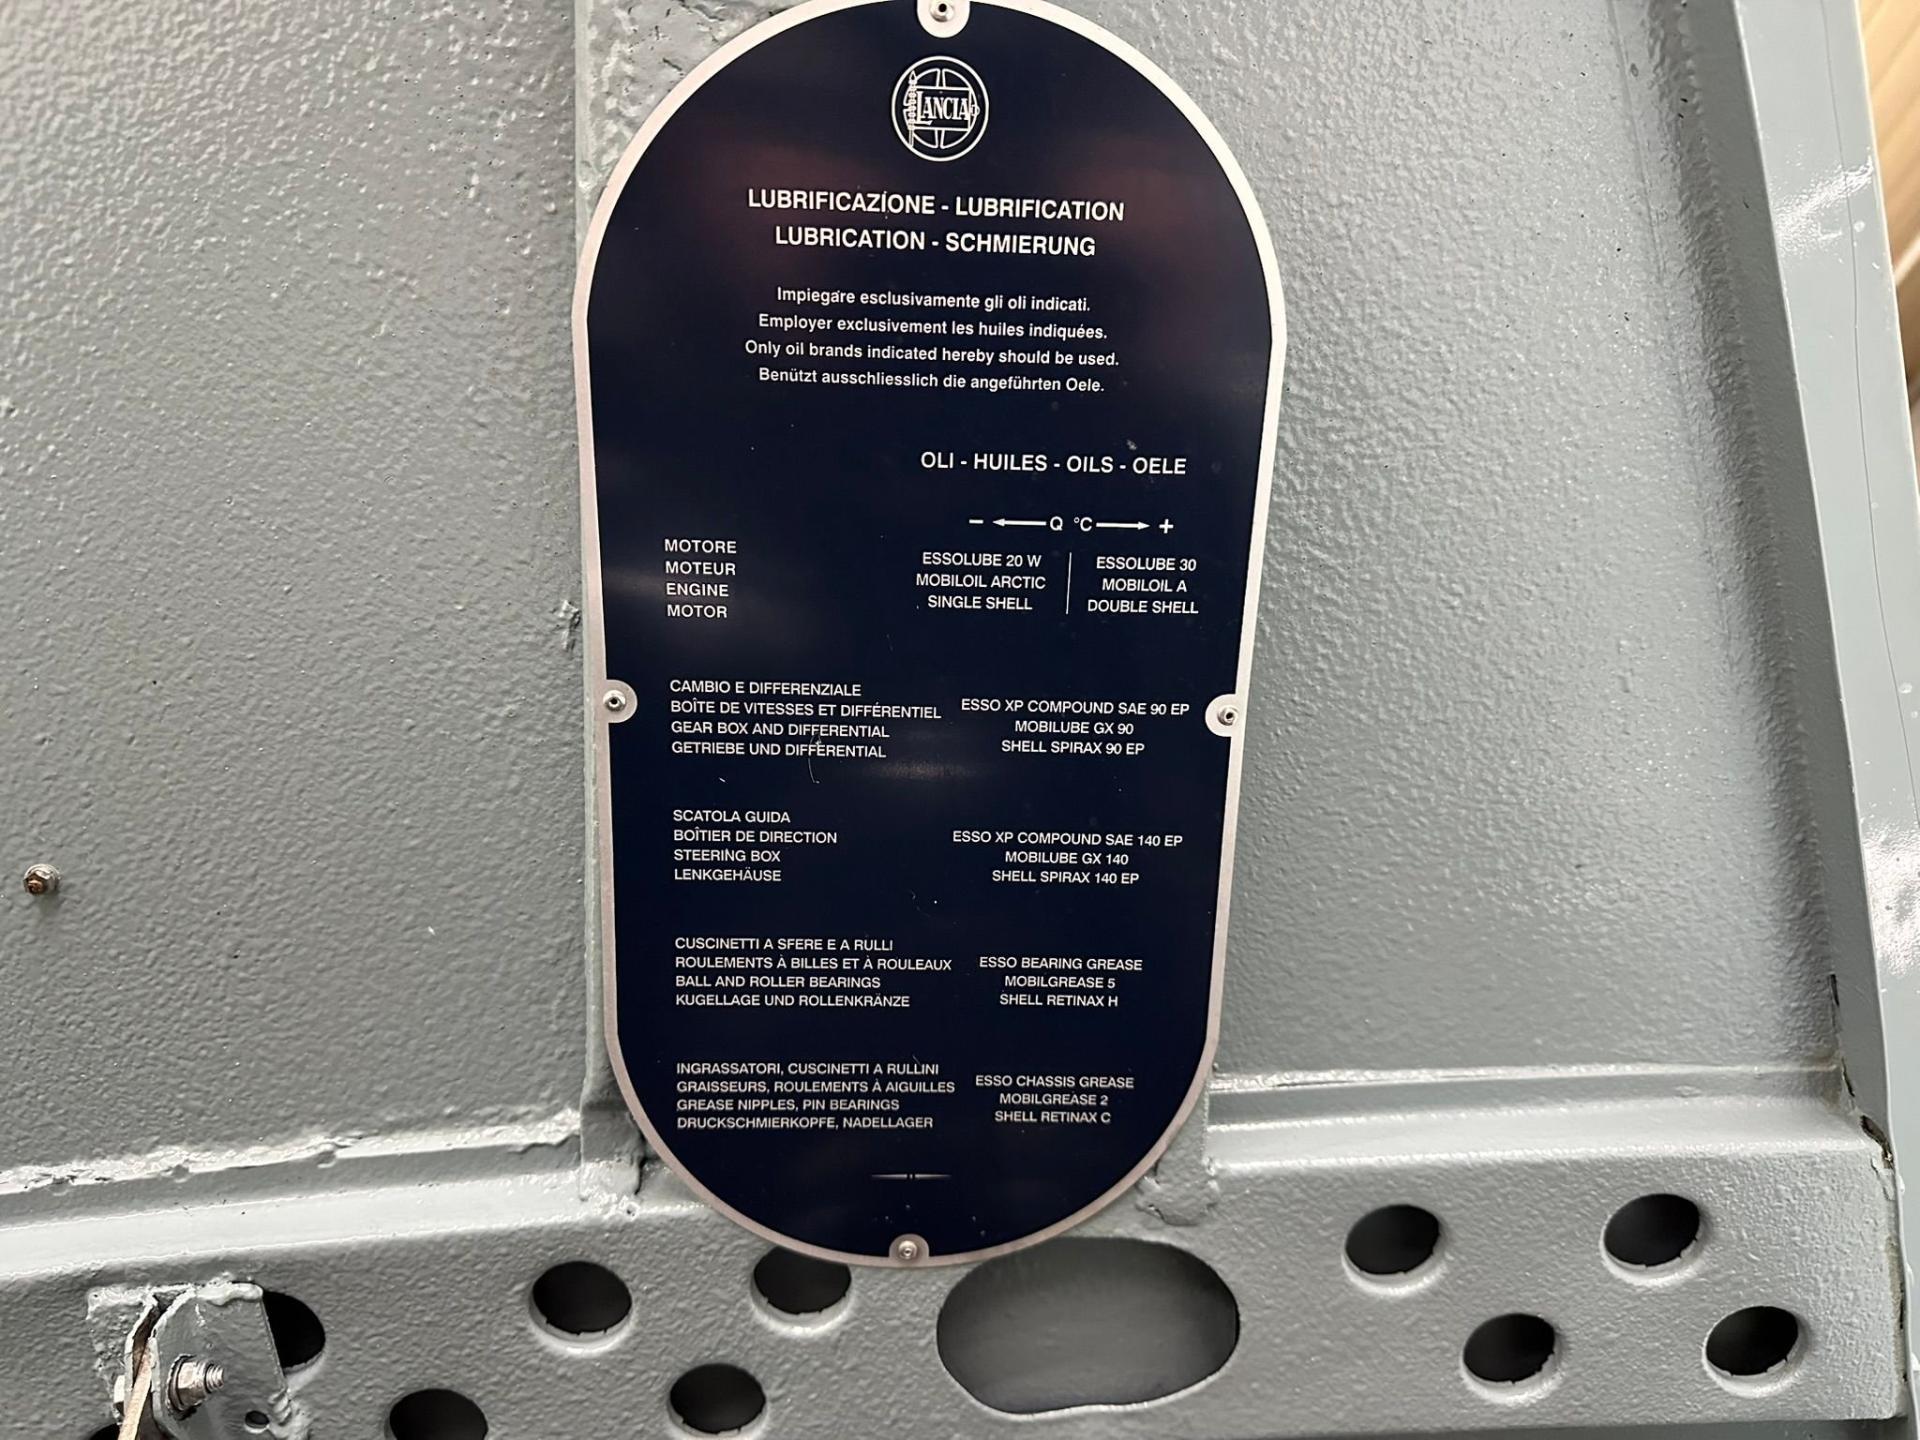 LANCIA
LUBRIFICAZIONE - LUBRIFICATION
LUBRICATION - SCHMIERUNG
Impiegare esclusivamente gli oli indicati.
Employer exclusivement les huiles indiquées.
Only oil brands indicated hereby should be used.
Benützt ausschliesslich die angeführten Oele.
OLI - HUILES - OILS - OELE
− ← Q °C → +
MOTORE
MOTEUR
ENGINE
MOTOR
ESSOLUBE 20 W
MOBILOIL ARCTIC
SINGLE SHELL
ESSOLUBE 30
MOBILOIL A
DOUBLE SHELL
CAMBIO E DIFFERENZIALE
BOÎTE DE VITESSES ET DIFFÉRENTIEL
GEAR BOX AND DIFFERENTIAL
GETRIEBE UND DIFFERENTIAL
ESSO XP COMPOUND SAE 90 EP
MOBILUBE GX 90
SHELL SPIRAX 90 EP
SCATOLA GUIDA
BOÎTIER DE DIRECTION
STEERING BOX
LENKGEHÄUSE
ESSO XP COMPOUND SAE 140 EP
MOBILUBE GX 140
SHELL SPIRAX 140 EP
CUSCINETTI A SFERE E A RULLI
ROULEMENTS À BILLES ET À ROULEAUX
BALL AND ROLLER BEARINGS
KUGELLAGE UND ROLLENKRÄNZE
ESSO BEARING GREASE
MOBILGREASE 5
SHELL RETINAX H
INGRASSATORI, CUSCINETTI A RULLINI
GRAISSEURS, ROULEMENTS À AIGUILLES
GREASE NIPPLES, PIN BEARINGS
DRUCKSCHMIERKOPFE, NADELLAGER
ESSO CHASSIS GREASE
MOBILGREASE 2
SHELL RETINAX C